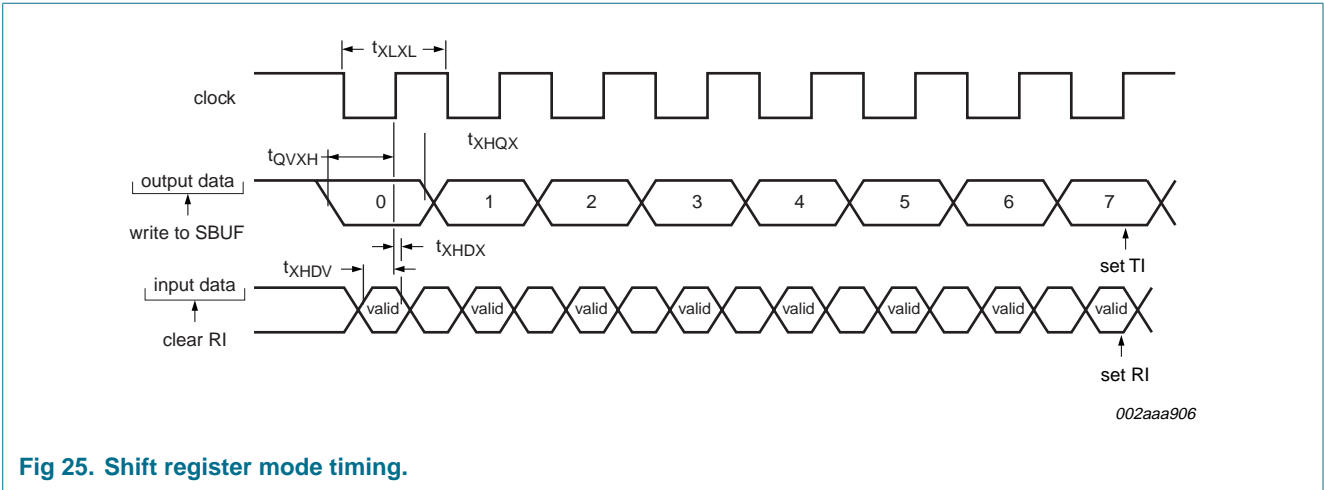 tXLXL
clock
tXHQX
tQVXH
output data
0 1 2 3 4 5 6 7
write to SBUF
tXHDX
set TI
tXHDV
input data
valid valid valid valid valid valid valid valid
clear RI
set RI
002aaa906
Fig 25. Shift register mode timing.